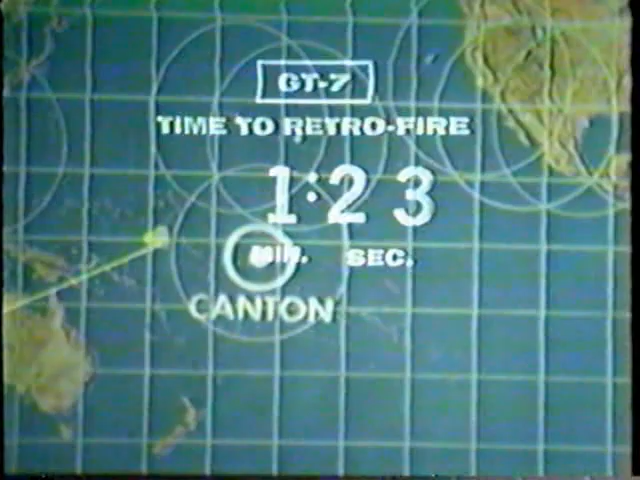 GT-7
TIME TO RETRO-FIRE
1:23
MIN. SEC.
CANTON